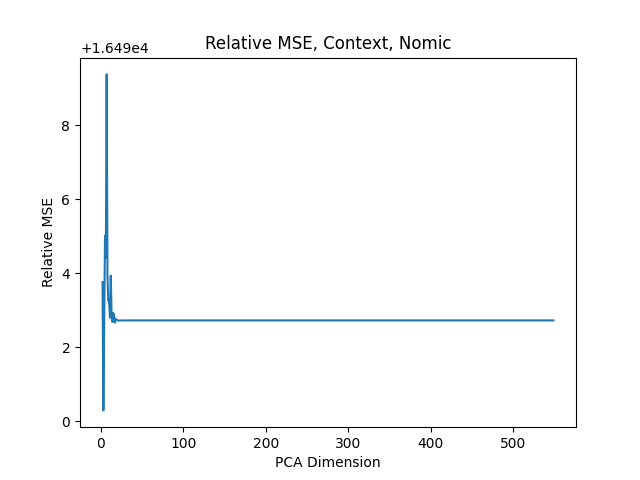 Relative MSE, Context, Nomic
+1.649e4
8
6
4
2
0
Relative MSE
0 100 200 300 400 500
PCA Dimension